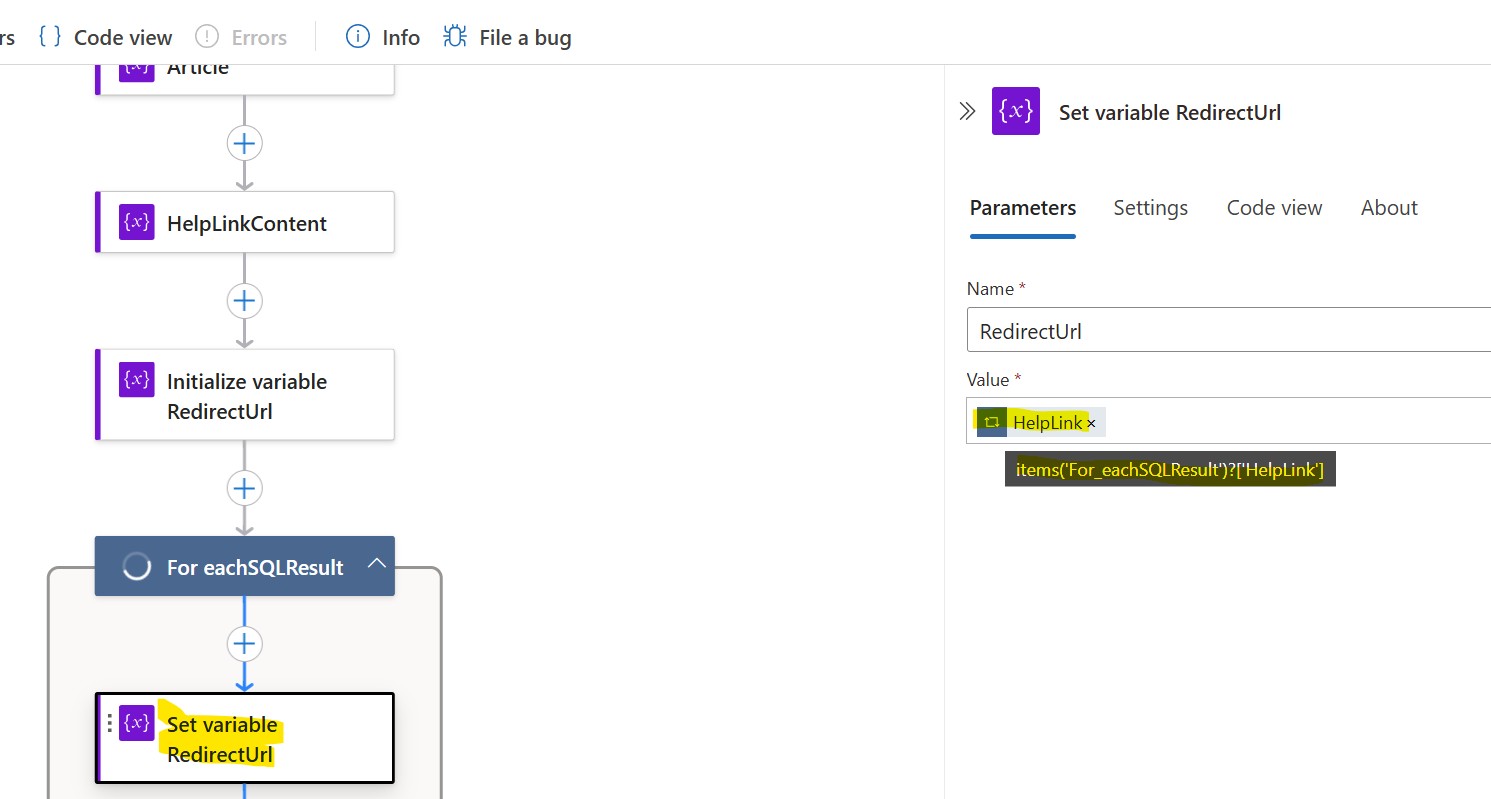 rs { } Code view Errors Info File a bug
{x} Article
{x} HelpLinkContent
{x} Initialize variable
RedirectUrl
For eachSQLResult
{x} Set variable
RedirectUrl
{x} Set variable RedirectUrl
Parameters Settings Code view About
Name *
RedirectUrl
Value *
HelpLink ×
items('For_eachSQLResult')?['HelpLink']